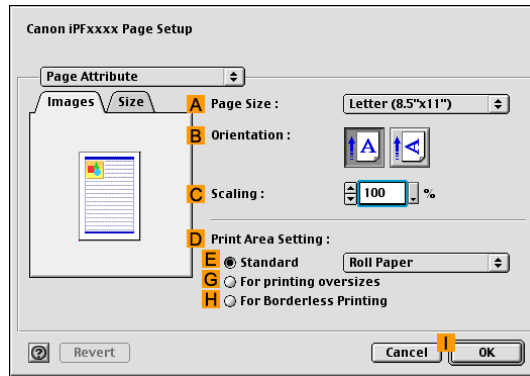 Canon iPFxxxx Page Setup
Page Attribute
Images Size
A Page Size : Letter (8.5"x11")
B Orientation :
A A
C Scaling : 100 %
D Print Area Setting :
E Standard Roll Paper
G For printing oversizes
H For Borderless Printing
I
? Revert Cancel OK